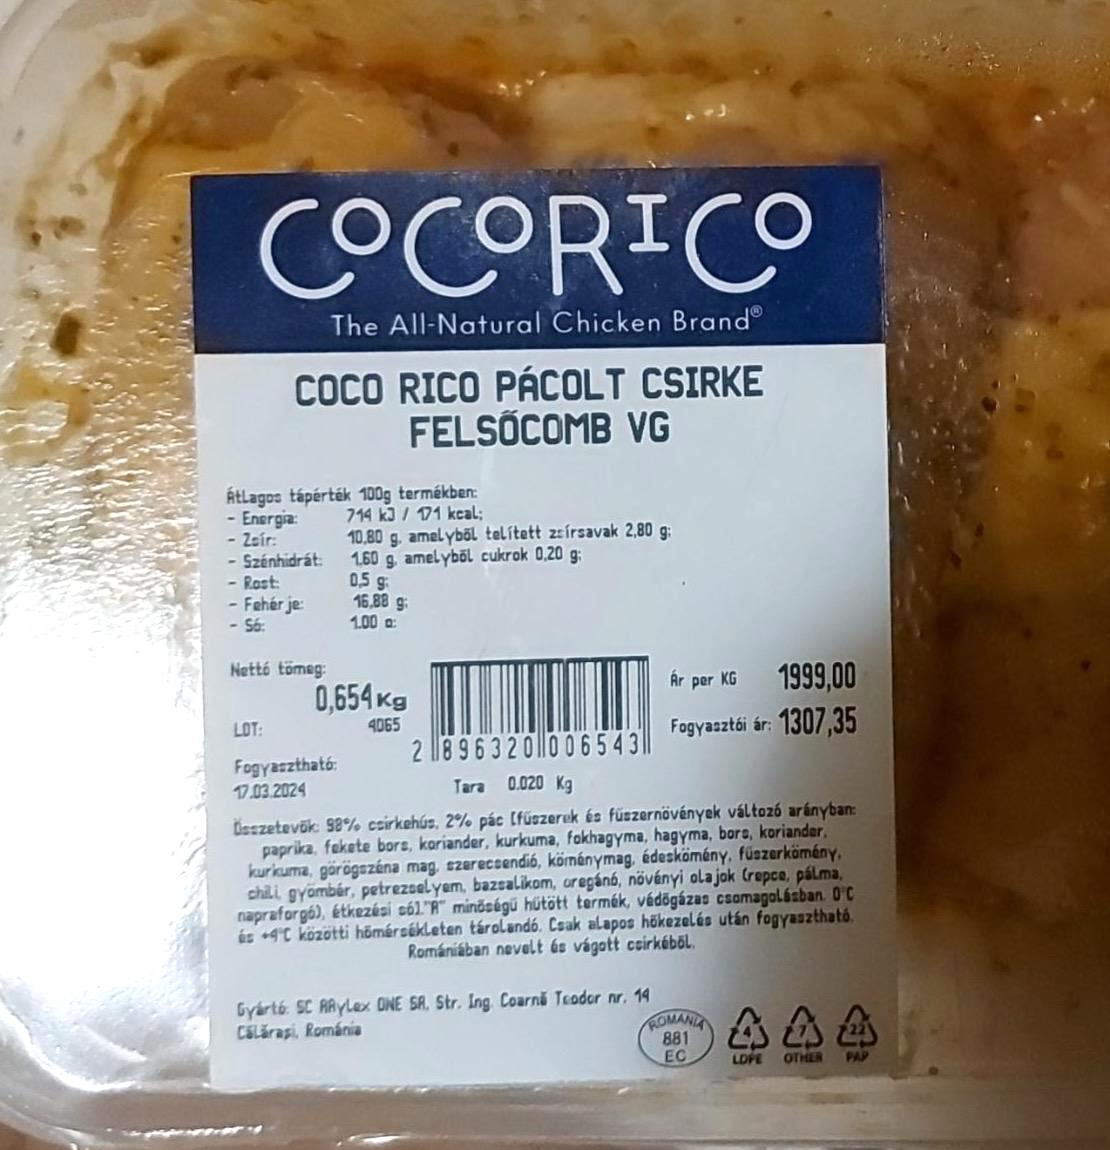 COCORICO
The All-Natural Chicken Brand®
COCO RICO PÁCOLT CSIRKE
FELSŐCOMB VG
Átlagos tápérték 100g termékben:
- Energia: 714 kJ / 171 kcal;
- Zsír: 10,80 g, amelyből telített zsírsavak 2,80 g;
- Szénhidrát: 1,60 g, amelyből cukrok 0,20 g;
- Rost: 0,5 g;
- Fehérje: 16,88 g;
- Só: 1.00 g;
Nettó tömeg:
0,654 Kg
LOT: 4065
Fogyasztható:
17.03.2024
2 896320 006543
Tara 0.020 Kg
Ár per KG 1999,00
Fogyasztói ár: 1307,35
Összetevők: 98% csirkehús, 2% pác [fűszerek és fűszernövények változó arányban:
paprika, fekete bors, koriander, kurkuma, fokhagyma, hagyma, bors, koriander,
kurkuma, görögszéna mag, szerecsendió, köménymag, édeskömény, fűszerkömény,
chili, gyömbér, petrezselyem, bazsalikom, oregánó, növényi olajok (repce, pálma,
napraforgó), étkezési só]."A" minőségű hűtött termék, védőgázas csomagolásban. 0°C
és +4°C közötti hőmérsékleten tárolandó. Csak alapos hőkezelés után fogyasztható.
Romániában nevelt és vágott csirkéből.
Gyártó: SC AAylex ONE SA, Str. Ing. Coarnă Teodor nr. 14
Călărași, Románia
ROMANIA
881
EC
4 7 22
LDPE OTHER PAP